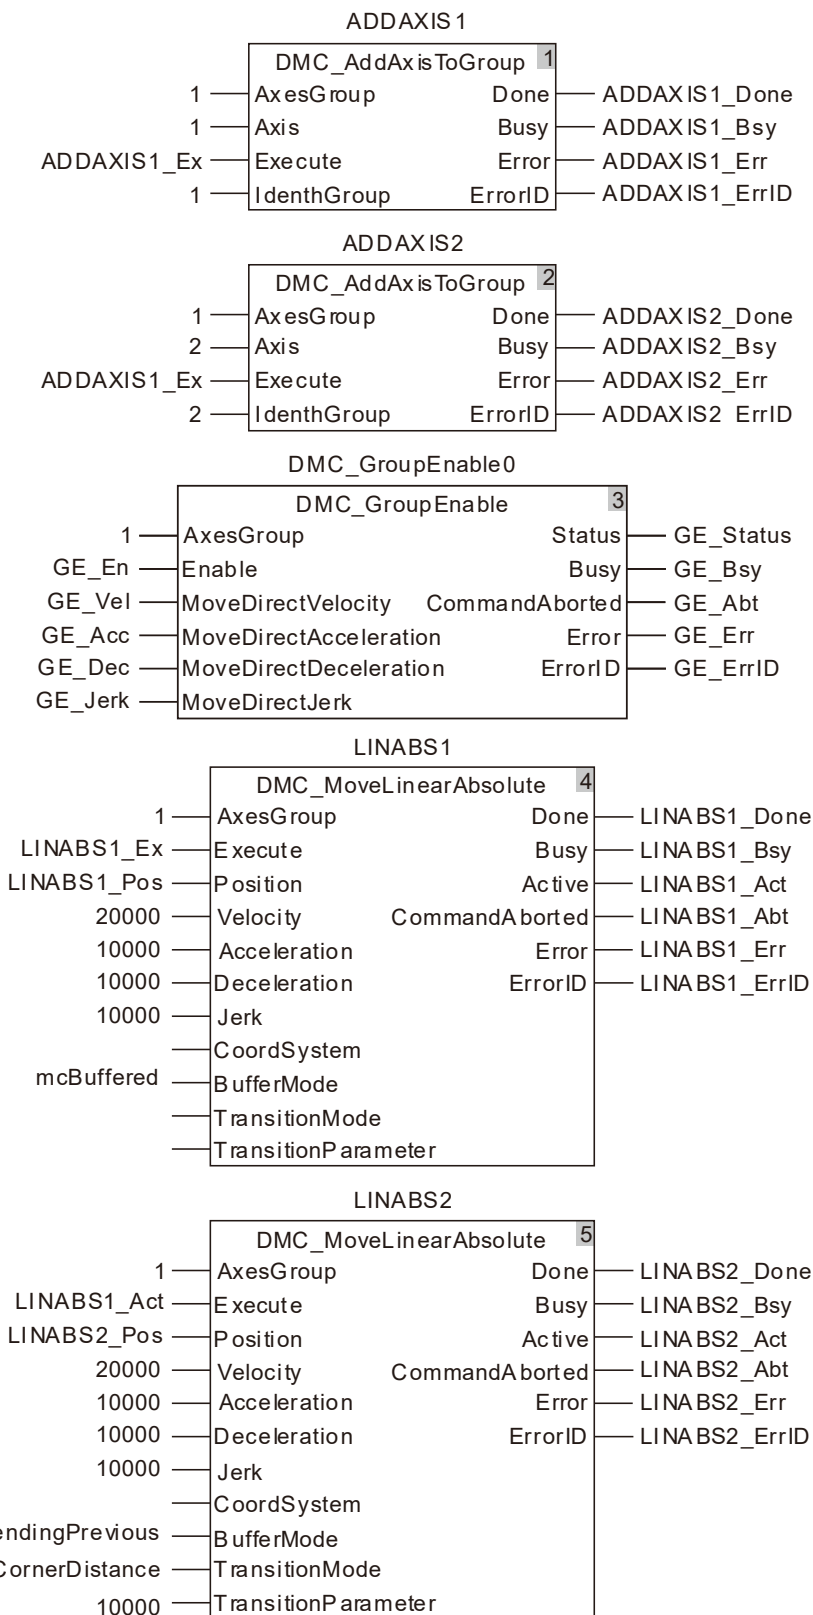 ADDAXIS1
DMC_AddAxisToGroup 1
1 AxesGroup Done ADDAXIS1_Done
1 Axis Busy ADDAXIS1_Bsy
ADDAXIS1_Ex Execute Error ADDAXIS1_Err
1 IdenthGroup ErrorID ADDAXIS1_ErrID
ADDAXIS2
DMC_AddAxisToGroup 2
1 AxesGroup Done ADDAXIS2_Done
2 Axis Busy ADDAXIS2_Bsy
ADDAXIS1_Ex Execute Error ADDAXIS2_Err
2 IdenthGroup ErrorID ADDAXIS2 ErrID
DMC_GroupEnable0
DMC_GroupEnable 3
1 AxesGroup Status GE_Status
GE_En Enable Busy GE_Bsy
GE_Vel MoveDirectVelocity CommandAborted GE_Abt
GE_Acc MoveDirectAcceleration Error GE_Err
GE_Dec MoveDirectDeceleration ErrorID GE_ErrID
GE_Jerk MoveDirectJerk
LINABS1
DMC_MoveLinearAbsolute 4
1 AxesGroup Done LINABS1_Done
LINABS1_Ex Execute Busy LINABS1_Bsy
LINABS1_Pos Position Active LINABS1_Act
20000 Velocity CommandAborted LINABS1_Abt
10000 Acceleration Error LINABS1_Err
10000 Deceleration ErrorID LINABS1_ErrID
10000 Jerk
CoordSystem
mcBuffered BufferMode
TransitionMode
TransitionParameter
LINABS2
DMC_MoveLinearAbsolute 5
1 AxesGroup Done LINABS2_Done
LINABS1_Act Execute Busy LINABS2_Bsy
LINABS2_Pos Position Active LINABS2_Act
20000 Velocity CommandAborted LINABS2_Abt
10000 Acceleration Error LINABS2_Err
10000 Deceleration ErrorID LINABS2_ErrID
10000 Jerk
CoordSystem
endingPrevious BufferMode
CornerDistance TransitionMode
10000 TransitionParameter